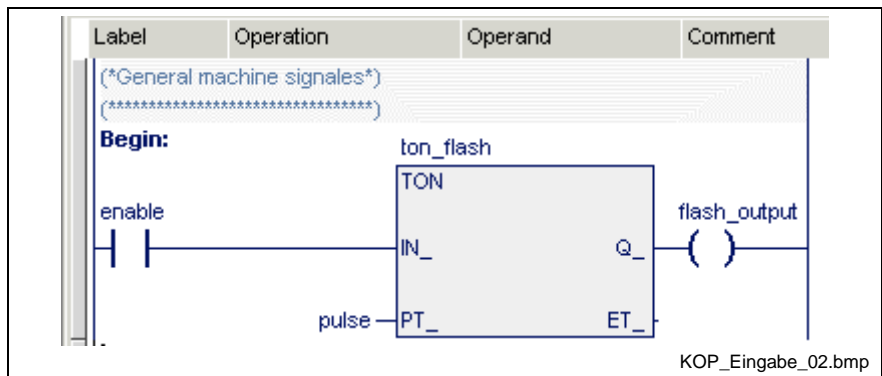 Label Operation Operand Comment
(*General machine signales*)
(*********************************)
Begin:
ton_flash
TON
enable
flash_output
IN_ Q_
pulse PT_ ET_
KOP_Eingabe_02.bmp